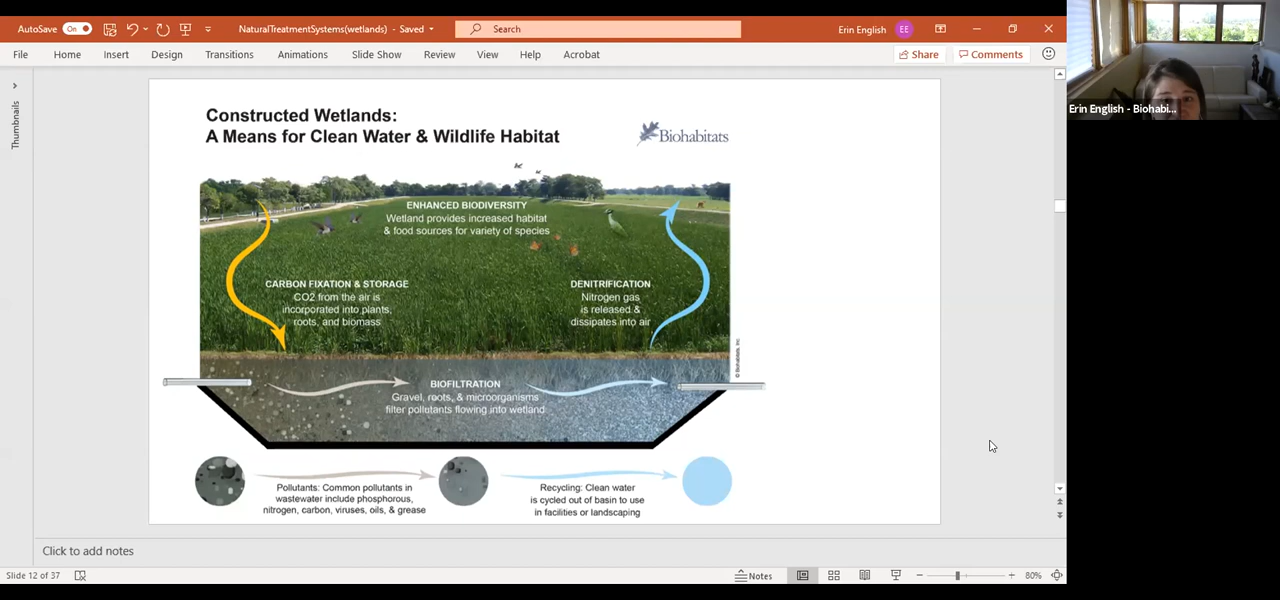 AutoSave On NaturalTreatmentSystems(wetlands) - Saved Search Erin English EE
File Home Insert Design Transitions Animations Slide Show Review View Help Acrobat Share Comments
Erin English - Biohabi...
Thumbnails
Constructed Wetlands:
A Means for Clean Water & Wildlife Habitat
Biohabitats
ENHANCED BIODIVERSITY
Wetland provides increased habitat
& food sources for variety of species
CARBON FIXATION & STORAGE
CO2 from the air is
incorporated into plants,
roots, and biomass
DENITRIFICATION
Nitrogen gas
is released &
dissipates into air
© Biohabitats, Inc
BIOFILTRATION
Gravel, roots, & microorganisms
filter pollutants flowing into wetland
Pollutants: Common pollutants in
wastewater include phosphorous,
nitrogen, carbon, viruses, oils, & grease
Recycling: Clean water
is cycled out of basin to use
in facilities or landscaping
Click to add notes
Slide 12 of 37 Notes 80%